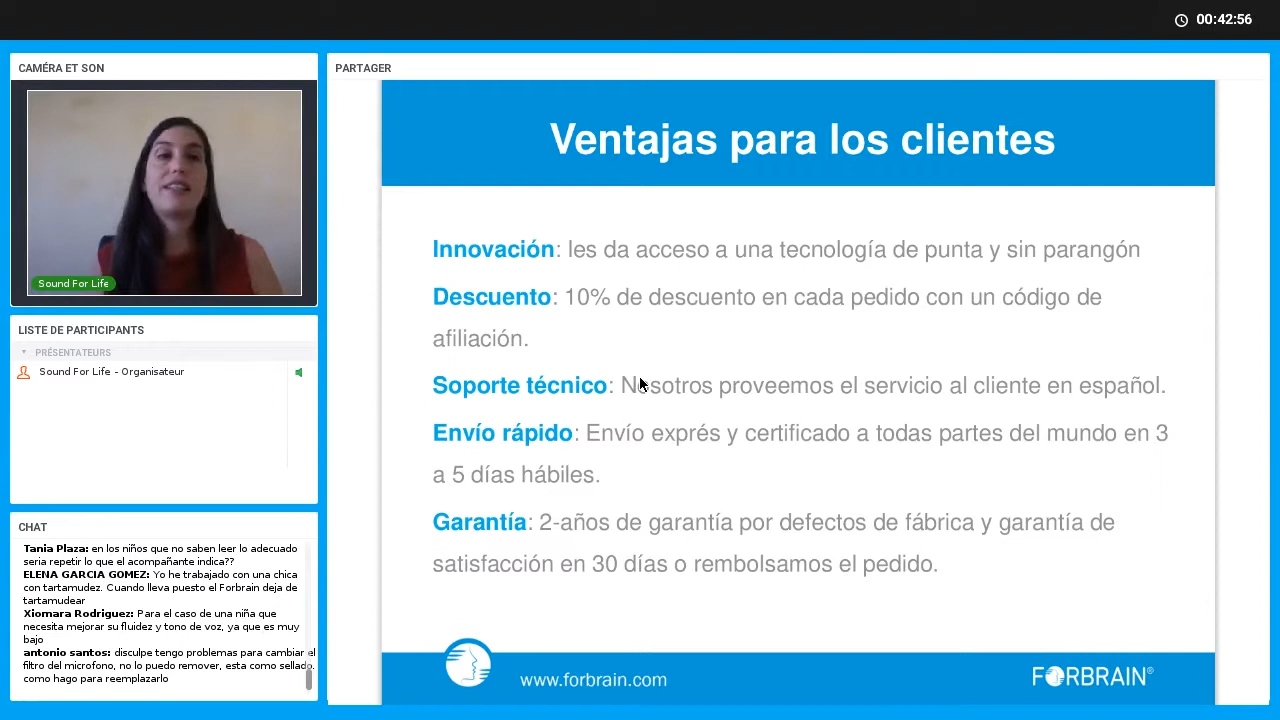 00:42:56
CAMÉRA ET SON
Sound For Life
LISTE DE PARTICIPANTS
PRÉSENTATEURS
Sound For Life - Organisateur
CHAT
Tania Plaza: en los niños que no saben leer lo adecuado
seria repetir lo que el acompañante indica??
ELENA GARCIA GOMEZ: Yo he trabajado con una chica
con tartamudez. Cuando lleva puesto el Forbrain deja de
tartamudear
Xiomara Rodriguez: Para el caso de una niña que
necesita mejorar su fluidez y tono de voz, ya que es muy
bajo
antonio santos: disculpe tengo problemas para cambiar el
filtro del microfono, no lo puedo remover, esta como sellado.
como hago para reemplazarlo
PARTAGER
Ventajas para los clientes
Innovación: les da acceso a una tecnología de punta y sin parangón
Descuento: 10% de descuento en cada pedido con un código de
afiliación.
Soporte técnico: Nosotros proveemos el servicio al cliente en español.
Envío rápido: Envío exprés y certificado a todas partes del mundo en 3
a 5 días hábiles.
Garantía: 2-años de garantía por defectos de fábrica y garantía de
satisfacción en 30 días o rembolsamos el pedido.
www.forbrain.com
FORBRAIN®